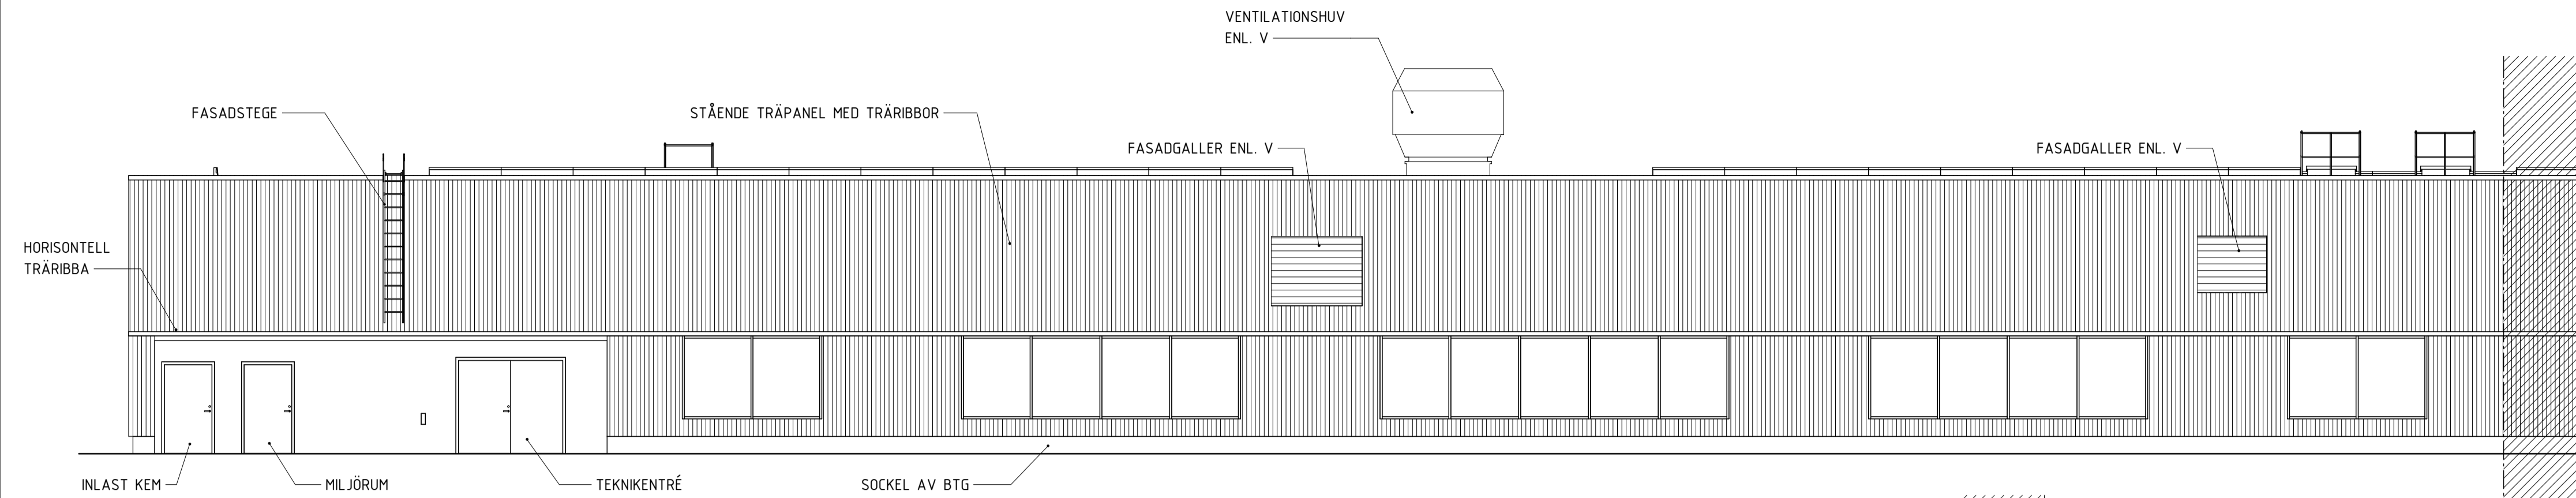 VENTILATIONSHUV
ENL. V
FASADSTEGE
STÅENDE TRÄPANEL MED TRÄRIBBOR
FASADGALLER ENL. V
FASADGALLER ENL. V
HORISONTELL
TRÄRIBBA
INLAST KEM
MILJÖRUM
TEKNIKENTRÉ
SOCKEL AV BTG